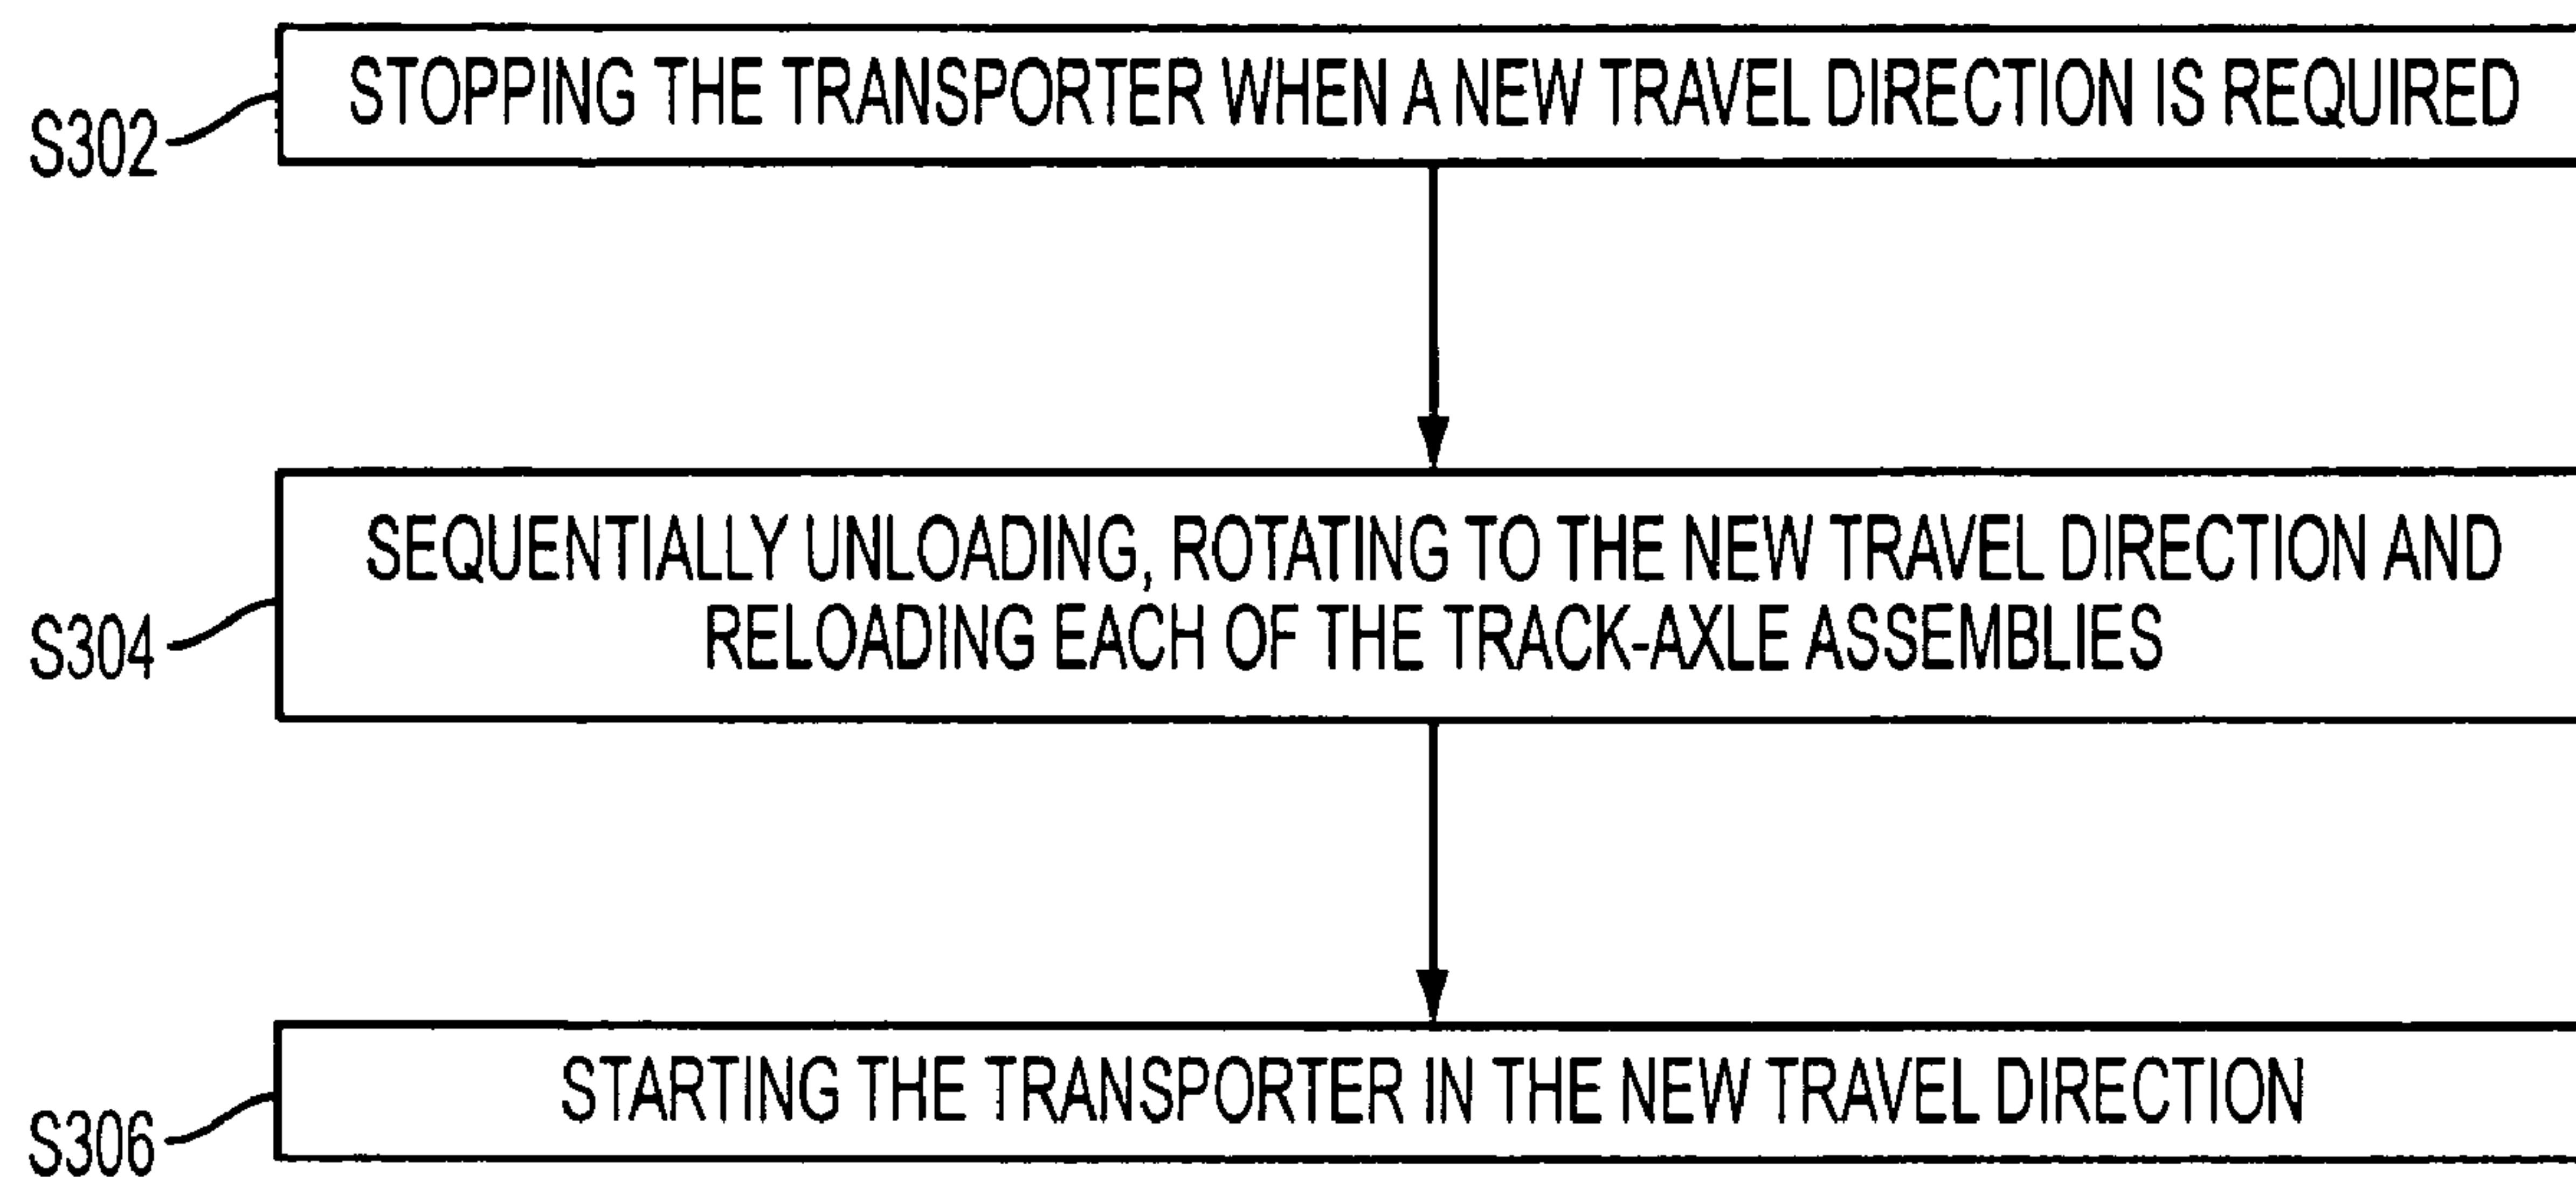 S302
STOPPING THE TRANSPORTER WHEN A NEW TRAVEL DIRECTION IS REQUIRED
S304
SEQUENTIALLY UNLOADING, ROTATING TO THE NEW TRAVEL DIRECTION AND
RELOADING EACH OF THE TRACK-AXLE ASSEMBLIES
S306
STARTING THE TRANSPORTER IN THE NEW TRAVEL DIRECTION